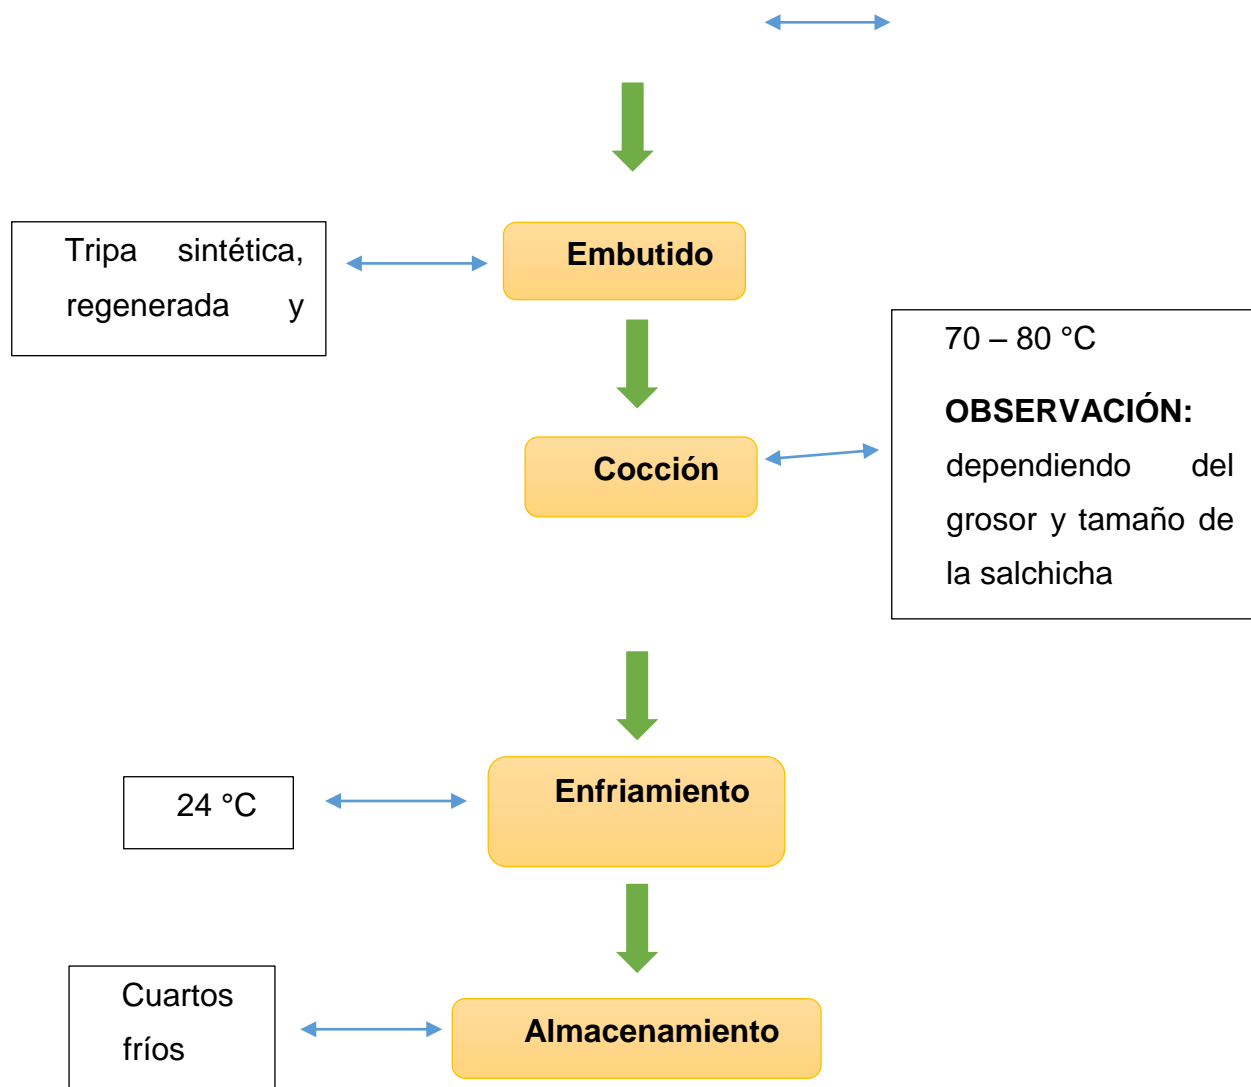 Tripa sintética,
regenerada y
Embutido
70 – 80 °C
OBSERVACIÓN:
dependiendo del
grosor y tamaño de
la salchicha
Cocción
24 °C
Enfriamiento
Cuartos
fríos
Almacenamiento